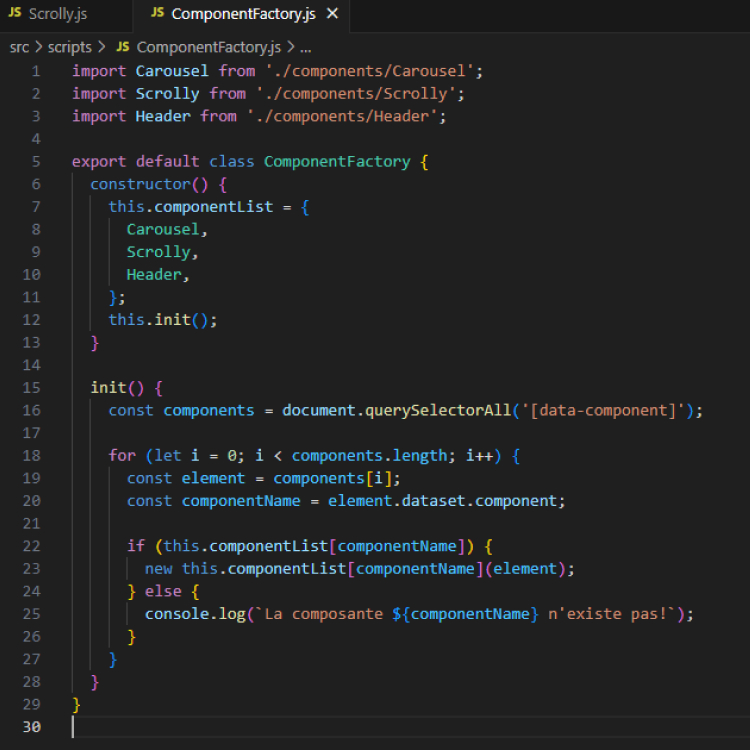 JS Scrolly.js
JS ComponentFactory.js ×
src > scripts > JS ComponentFactory.js > ...
1 import Carousel from './components/Carousel';
2 import Scrolly from './components/Scrolly';
3 import Header from './components/Header';
4
5 export default class ComponentFactory {
6   constructor() {
7     this.componentList = {
8       Carousel,
9       Scrolly,
10       Header,
11     };
12     this.init();
13   }
14
15   init() {
16     const components = document.querySelectorAll('[data-component]');
17
18     for (let i = 0; i < components.length; i++) {
19       const element = components[i];
20       const componentName = element.dataset.component;
21
22       if (this.componentList[componentName]) {
23         new this.componentList[componentName](element);
24       } else {
25         console.log(`La composante ${componentName} n'existe pas!`);
26       }
27     }
28   }
29 }
30